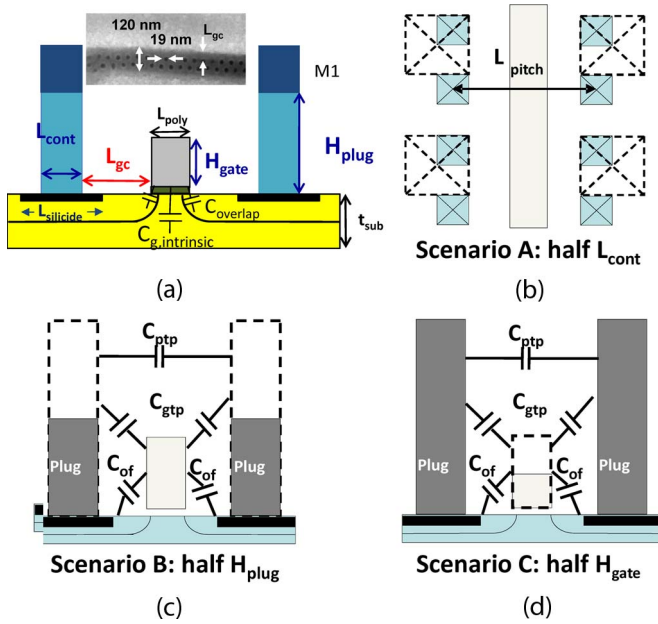 120 nm
L_gc
19 nm
M1
L_poly
L_cont
L_gc
H_gate
H_plug
L_silicide
C_overlap
t_sub
C_g,intrinsic
(a)
L_pitch
Scenario A: half L_cont
(b)
C_ptp
C_gtp
Plug
C_of
C_of
Plug
Scenario B: half H_plug
(c)
C_ptp
C_gtp
Plug
C_of
C_of
Plug
Scenario C: half H_gate
(d)